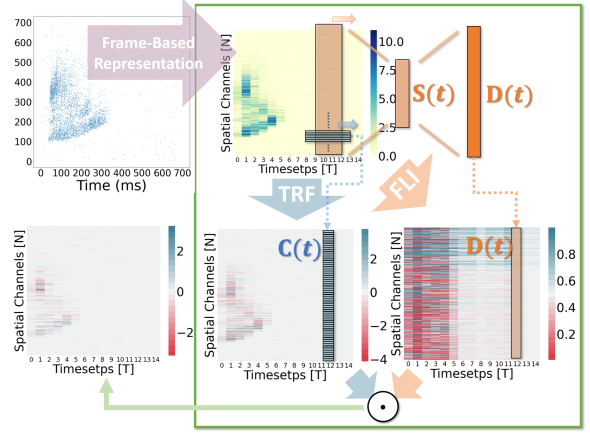 700
600
500
400
300
200
100
0
0 100 200 300 400 500 600 700
Time (ms)
Frame-Based
Representation
Spatial Channels [N]
0 1 2 3 4 5 6 7 8 9 10 11 12 13 14
Timesetps [T]
10.0
7.5
5.0
2.5
0.0
S(t)
D(t)
TRF
FLI
Spatial Channels [N]
0 1 2 3 4 5 6 7 8 9 10 11 12 13 14
Timesetps [T]
2
0
−2
C(t)
Spatial Channels [N]
0 1 2 3 4 5 6 7 8 9 10 11 12 13 14
Timesetps [T]
2
0
−2
−4
D(t)
Spatial Channels [N]
0 1 2 3 4 5 6 7 8 9 10 11 12 13 14
Timesetps [T]
0.8
0.6
0.4
0.2